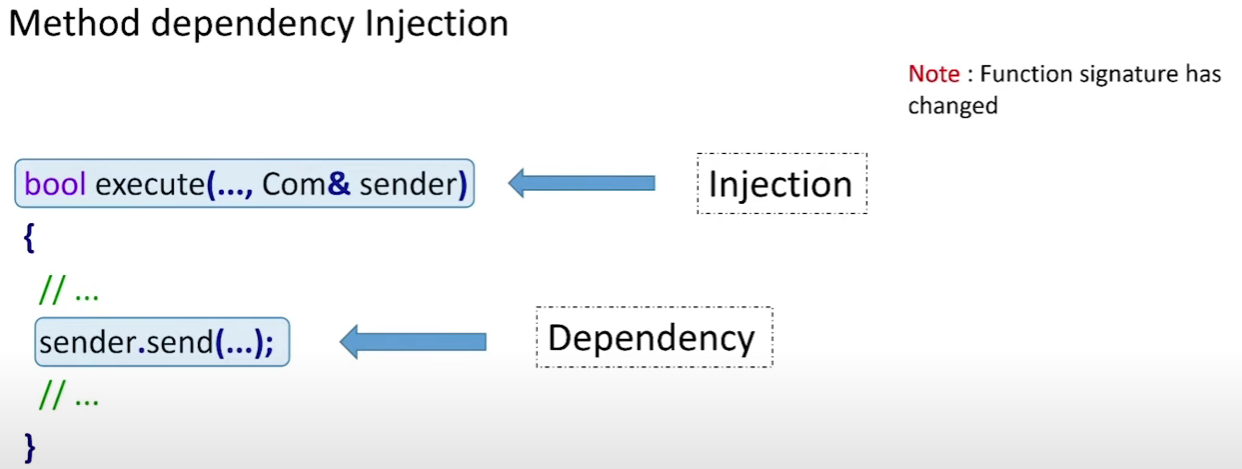 Method dependency Injection
Note : Function signature has
changed
bool execute(..., Com& sender)
Injection
{
// ...
sender.send(...);
Dependency
// ...
}